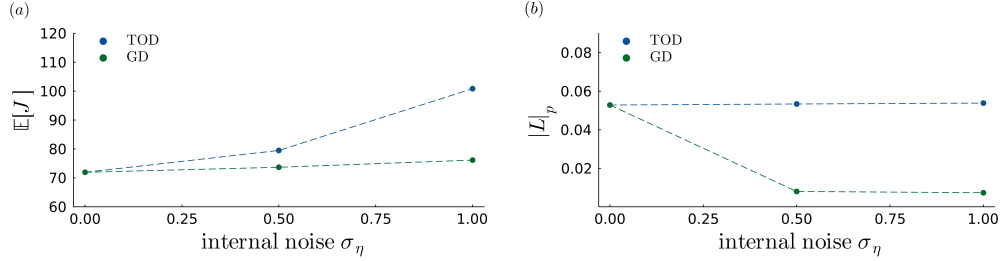 (a)
120
110
100
90
80
70
60
𝔼[J]
TOD
GD
0.00 0.25 0.50 0.75 1.00
internal noise σ_η
(b)
0.08
0.06
0.04
0.02
|L|_p
TOD
GD
0.00 0.25 0.50 0.75 1.00
internal noise σ_η